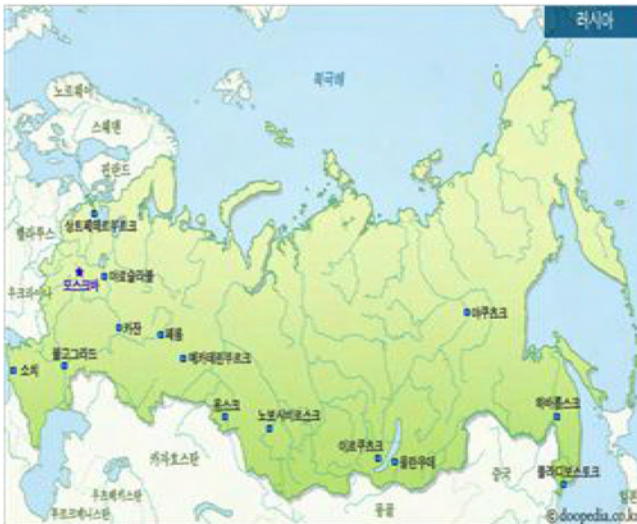 러시아
북극해
노르웨이
스웨덴
핀란드
상트페테르부르크
벨라루스
모스크바
야로슬라블
우크라이나
카잔
페름
야쿠츠크
볼고그라드
예카테린부르크
소치
옴스크
노보시비르스크
하바롭스크
이르쿠츠크
울란우데
카자흐스탄
중국
블라디보스토크
우즈베키스탄
투르크메니스탄
몽골
일본
©doopedia.co.kr